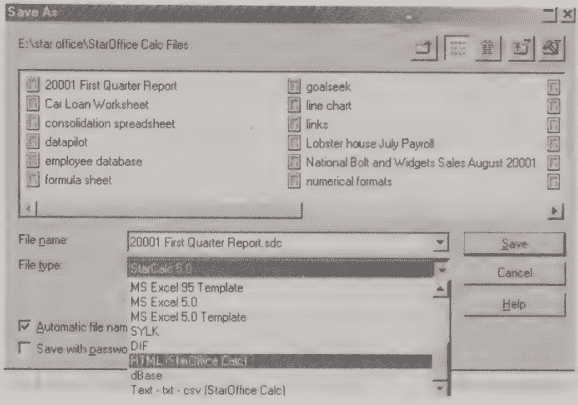 Save As
E:\star office\StarOffice Calc Files
20001 First Quarter Report
Car Loan Worksheet
consolidation spreadsheet
datapilot
employee database
formula sheet
goalseek
line chart
links
Lobster house July Payroll
National Bolt and Widgets Sales August 20001
numerical formats
File name:
20001 First Quarter Report.sdc
Save
File type:
StarCalc 5.0
Cancel
MS Excel 95 Template
MS Excel 5.0
MS Excel 5.0 Template
Help
Automatic file nam
SYLK
Save with passwo
DIF
HTML (StarOffice Calc)
dBase
Text - txt - csv (StarOffice Calc)